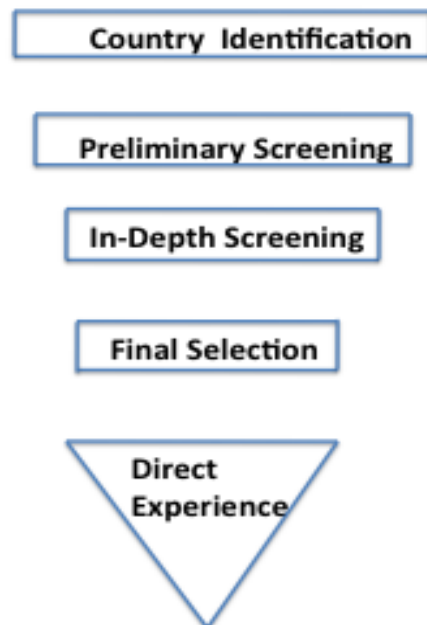 Country Identification
Preliminary Screening
In-Depth Screening
Final Selection
Direct
Experience